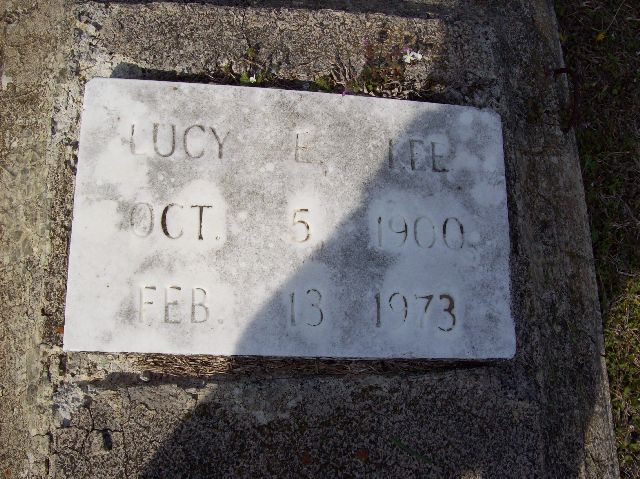 LUCY E. LEE
OCT. 5 1900
FEB. 13 1973